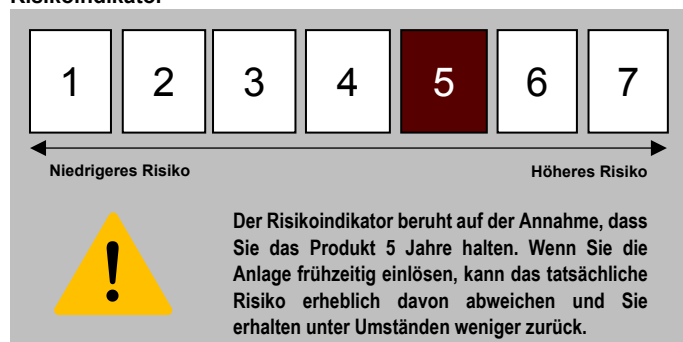 Risikoindikator
1 2 3 4 5 6 7
Niedrigeres Risiko Höheres Risiko
Der Risikoindikator beruht auf der Annahme, dass
Sie das Produkt 5 Jahre halten. Wenn Sie die
Anlage frühzeitig einlösen, kann das tatsächliche
Risiko erheblich davon abweichen und Sie
erhalten unter Umständen weniger zurück.